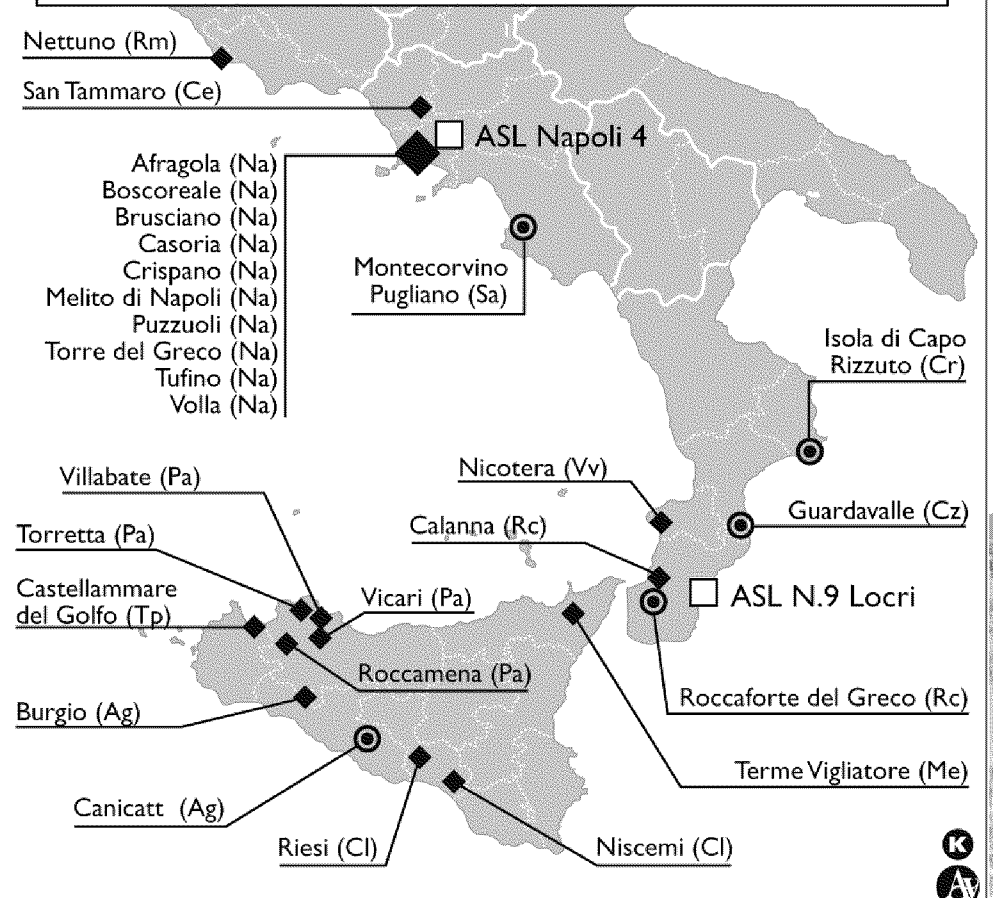 Nettuno (Rm)
San Tammaro (Ce)
ASL Napoli 4
Afragola (Na)
Boscoreale (Na)
Brusciano (Na)
Casoria (Na)
Crispano (Na)
Melito di Napoli (Na)
Puzzuoli (Na)
Torre del Greco (Na)
Tufino (Na)
Volla (Na)
Montecorvino
Pugliano (Sa)
Isola di Capo
Rizzuto (Cr)
Villabate (Pa)
Nicotera (Vv)
Guardavalle (Cz)
Torretta (Pa)
Calanna (Rc)
Castellammare
del Golfo (Tp)
Vicari (Pa)
ASL N.9 Locri
Roccamena (Pa)
Roccaforte del Greco (Rc)
Burgio (Ag)
Terme Vigliatore (Me)
Canicatt (Ag)
Riesi (Cl)
Niscemi (Cl)
K
Av